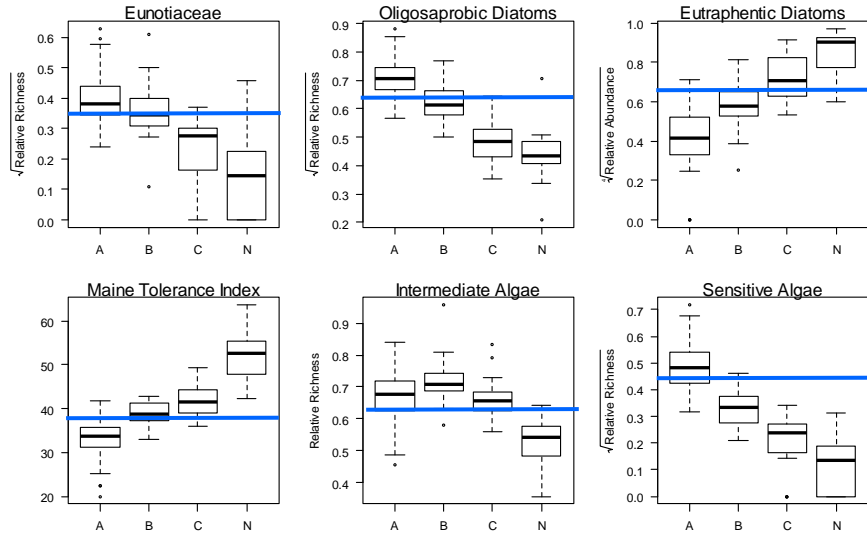 Eunotiaceae
√Relative Richness
0.6
0.5
0.4
0.3
0.2
0.1
0.0
A B C N
Oligosaprobic Diatoms
√Relative Richness
0.9
0.8
0.7
0.6
0.5
0.4
0.3
0.2
A B C N
Eutraphentic Diatoms
∜Relative Abundance
1.0
0.8
0.6
0.4
0.2
0.0
A B C N
Maine Tolerance Index
60
50
40
30
20
A B C N
Intermediate Algae
Relative Richness
0.9
0.8
0.7
0.6
0.5
0.4
A B C N
Sensitive Algae
√Relative Richness
0.7
0.6
0.5
0.4
0.3
0.2
0.1
0.0
A B C N